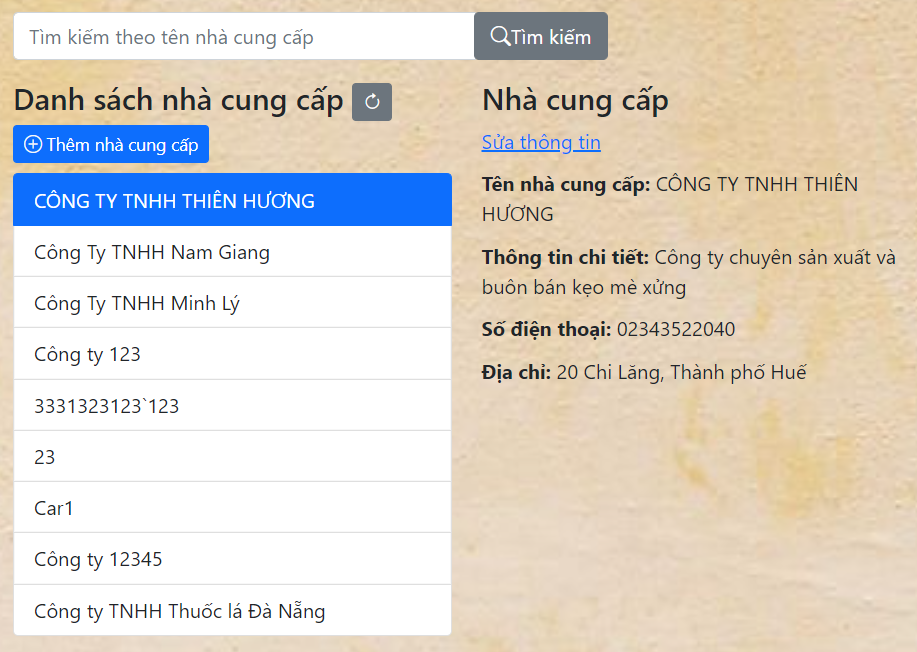 Tìm kiếm theo tên nhà cung cấp
Tìm kiếm
Danh sách nhà cung cấp
Thêm nhà cung cấp
CÔNG TY TNHH THIÊN HƯƠNG
Công Ty TNHH Nam Giang
Công Ty TNHH Minh Lý
Công ty 123
3331323123`123
23
Car1
Công ty 12345
Công ty TNHH Thuốc lá Đà Nẵng
Nhà cung cấp
Sửa thông tin
Tên nhà cung cấp: CÔNG TY TNHH THIÊN
HƯƠNG
Thông tin chi tiết: Công ty chuyên sản xuất và
buôn bán kẹo mè xửng
Số điện thoại: 02343522040
Địa chỉ: 20 Chi Lăng, Thành phố Huế